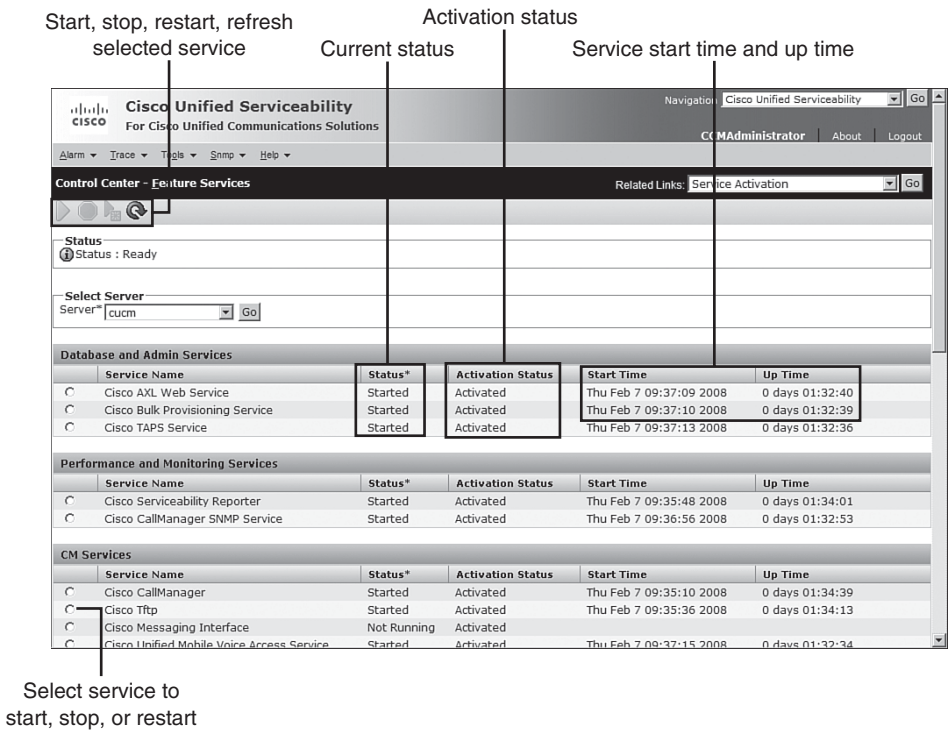 Start, stop, restart, refresh
selected service
Current status
Activation status
Service start time and up time
cisco
Cisco Unified Serviceability
For Cisco Unified Communications Solutions
Navigation Cisco Unified Serviceability Go
CCMAdministrator About Logout
Alarm Trace Tools Snmp Help
Control Center - Feature Services
Related Links: Service Activation Go
Status
Status : Ready
Select Server
Server* cucm Go
Database and Admin Services
Service Name Status* Activation Status Start Time Up Time
Cisco AXL Web Service Started Activated Thu Feb 7 09:37:09 2008 0 days 01:32:40
Cisco Bulk Provisioning Service Started Activated Thu Feb 7 09:37:10 2008 0 days 01:32:39
Cisco TAPS Service Started Activated Thu Feb 7 09:37:13 2008 0 days 01:32:36
Performance and Monitoring Services
Service Name Status* Activation Status Start Time Up Time
Cisco Serviceability Reporter Started Activated Thu Feb 7 09:35:48 2008 0 days 01:34:01
Cisco CallManager SNMP Service Started Activated Thu Feb 7 09:36:56 2008 0 days 01:32:53
CM Services
Service Name Status* Activation Status Start Time Up Time
Cisco CallManager Started Activated Thu Feb 7 09:35:10 2008 0 days 01:34:39
Cisco Tftp Started Activated Thu Feb 7 09:35:36 2008 0 days 01:34:13
Cisco Messaging Interface Not Running Activated
Cisco Unified Mobile Voice Access Service Started Activated Thu Feb 7 09:37:15 2008 0 days 01:32:34
Select service to
start, stop, or restart